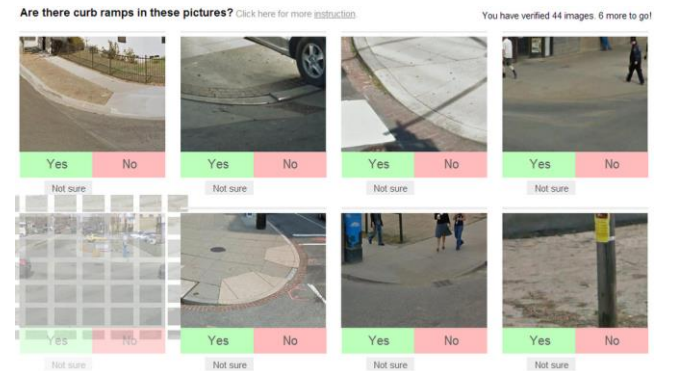 Are there curb ramps in these pictures? Click here for more instruction.
You have verified 44 images. 6 more to go!
Yes No Yes No Yes No Yes No
Not sure Not sure Not sure Not sure
Yes No Yes No Yes No Yes No
Not sure Not sure Not sure Not sure